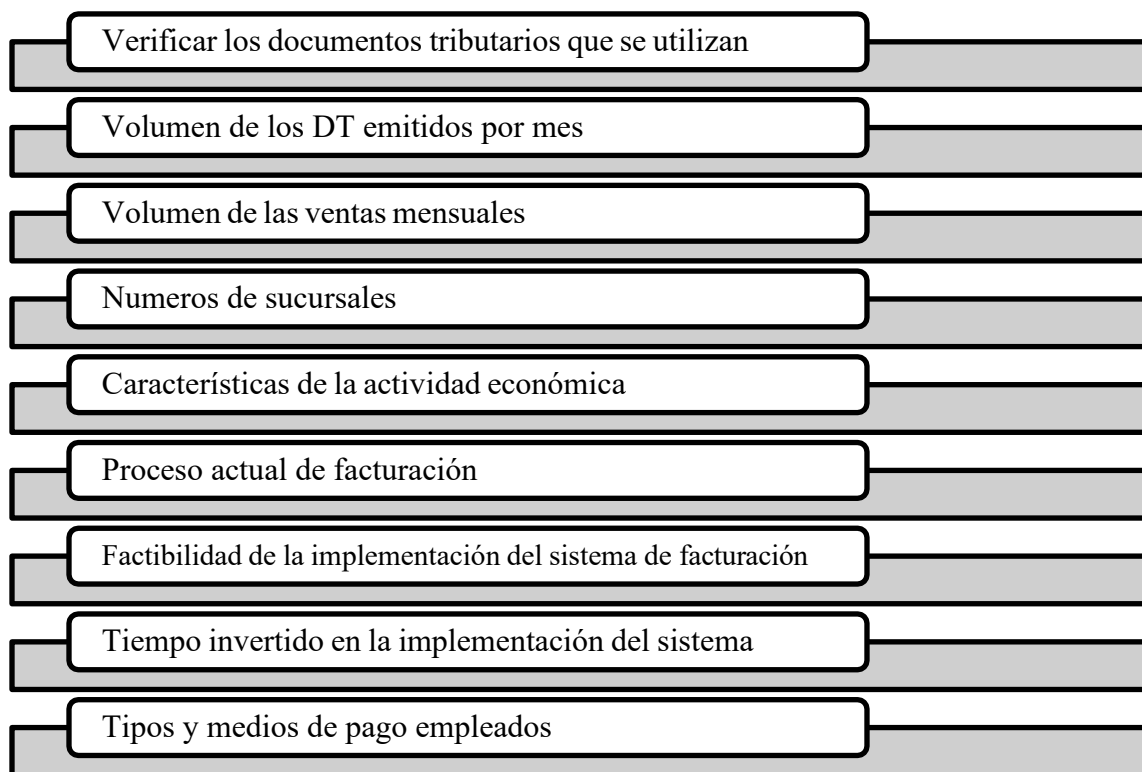 Verificar los documentos tributarios que se utilizan
Volumen de los DT emitidos por mes
Volumen de las ventas mensuales
Numeros de sucursales
Características de la actividad económica
Proceso actual de facturación
Factibilidad de la implementación del sistema de facturación
Tiempo invertido en la implementación del sistema
Tipos y medios de pago empleados